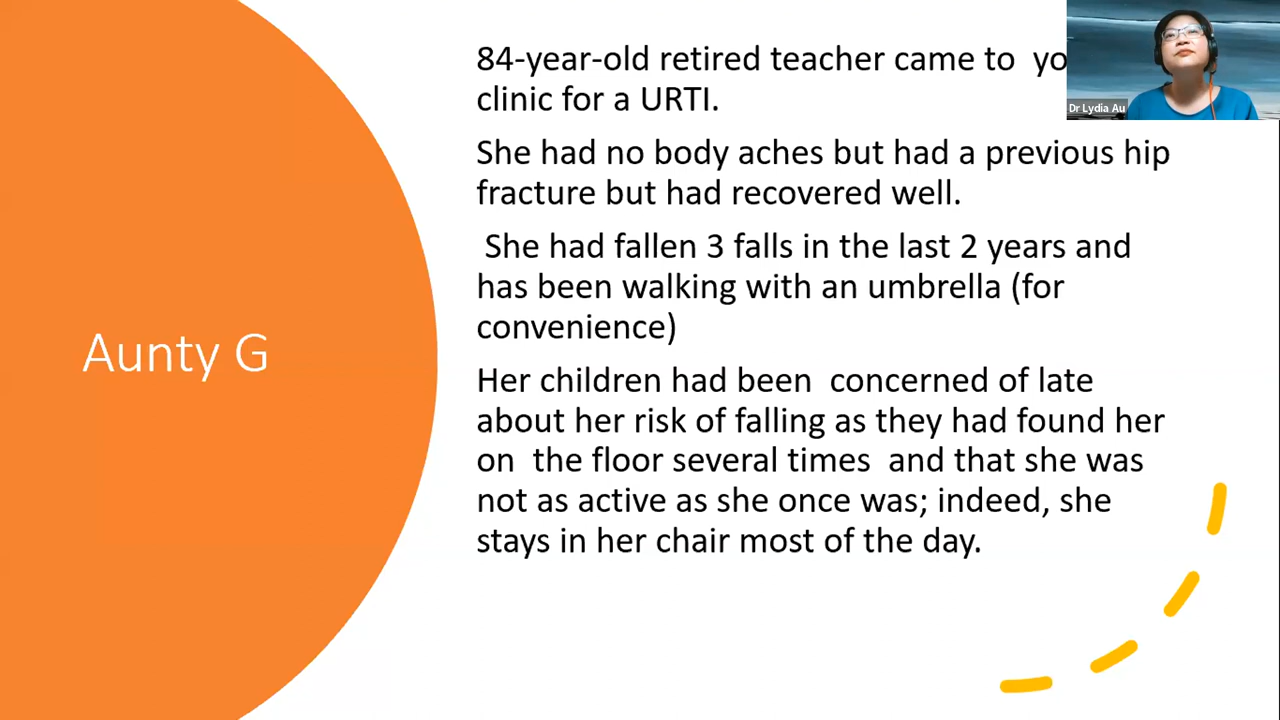 84-year-old retired teacher came to
clinic for a URTI.
Dr Lydia Au
She had no body aches but had a previous hip
fracture but had recovered well.
She had fallen 3 falls in the last 2 years and
has been walking with an umbrella (for
convenience)
Aunty G
Her children had been concerned of late
about her risk of falling as they had found her
on the floor several times and that she was
not as active as she once was; indeed, she
stays in her chair most of the day.